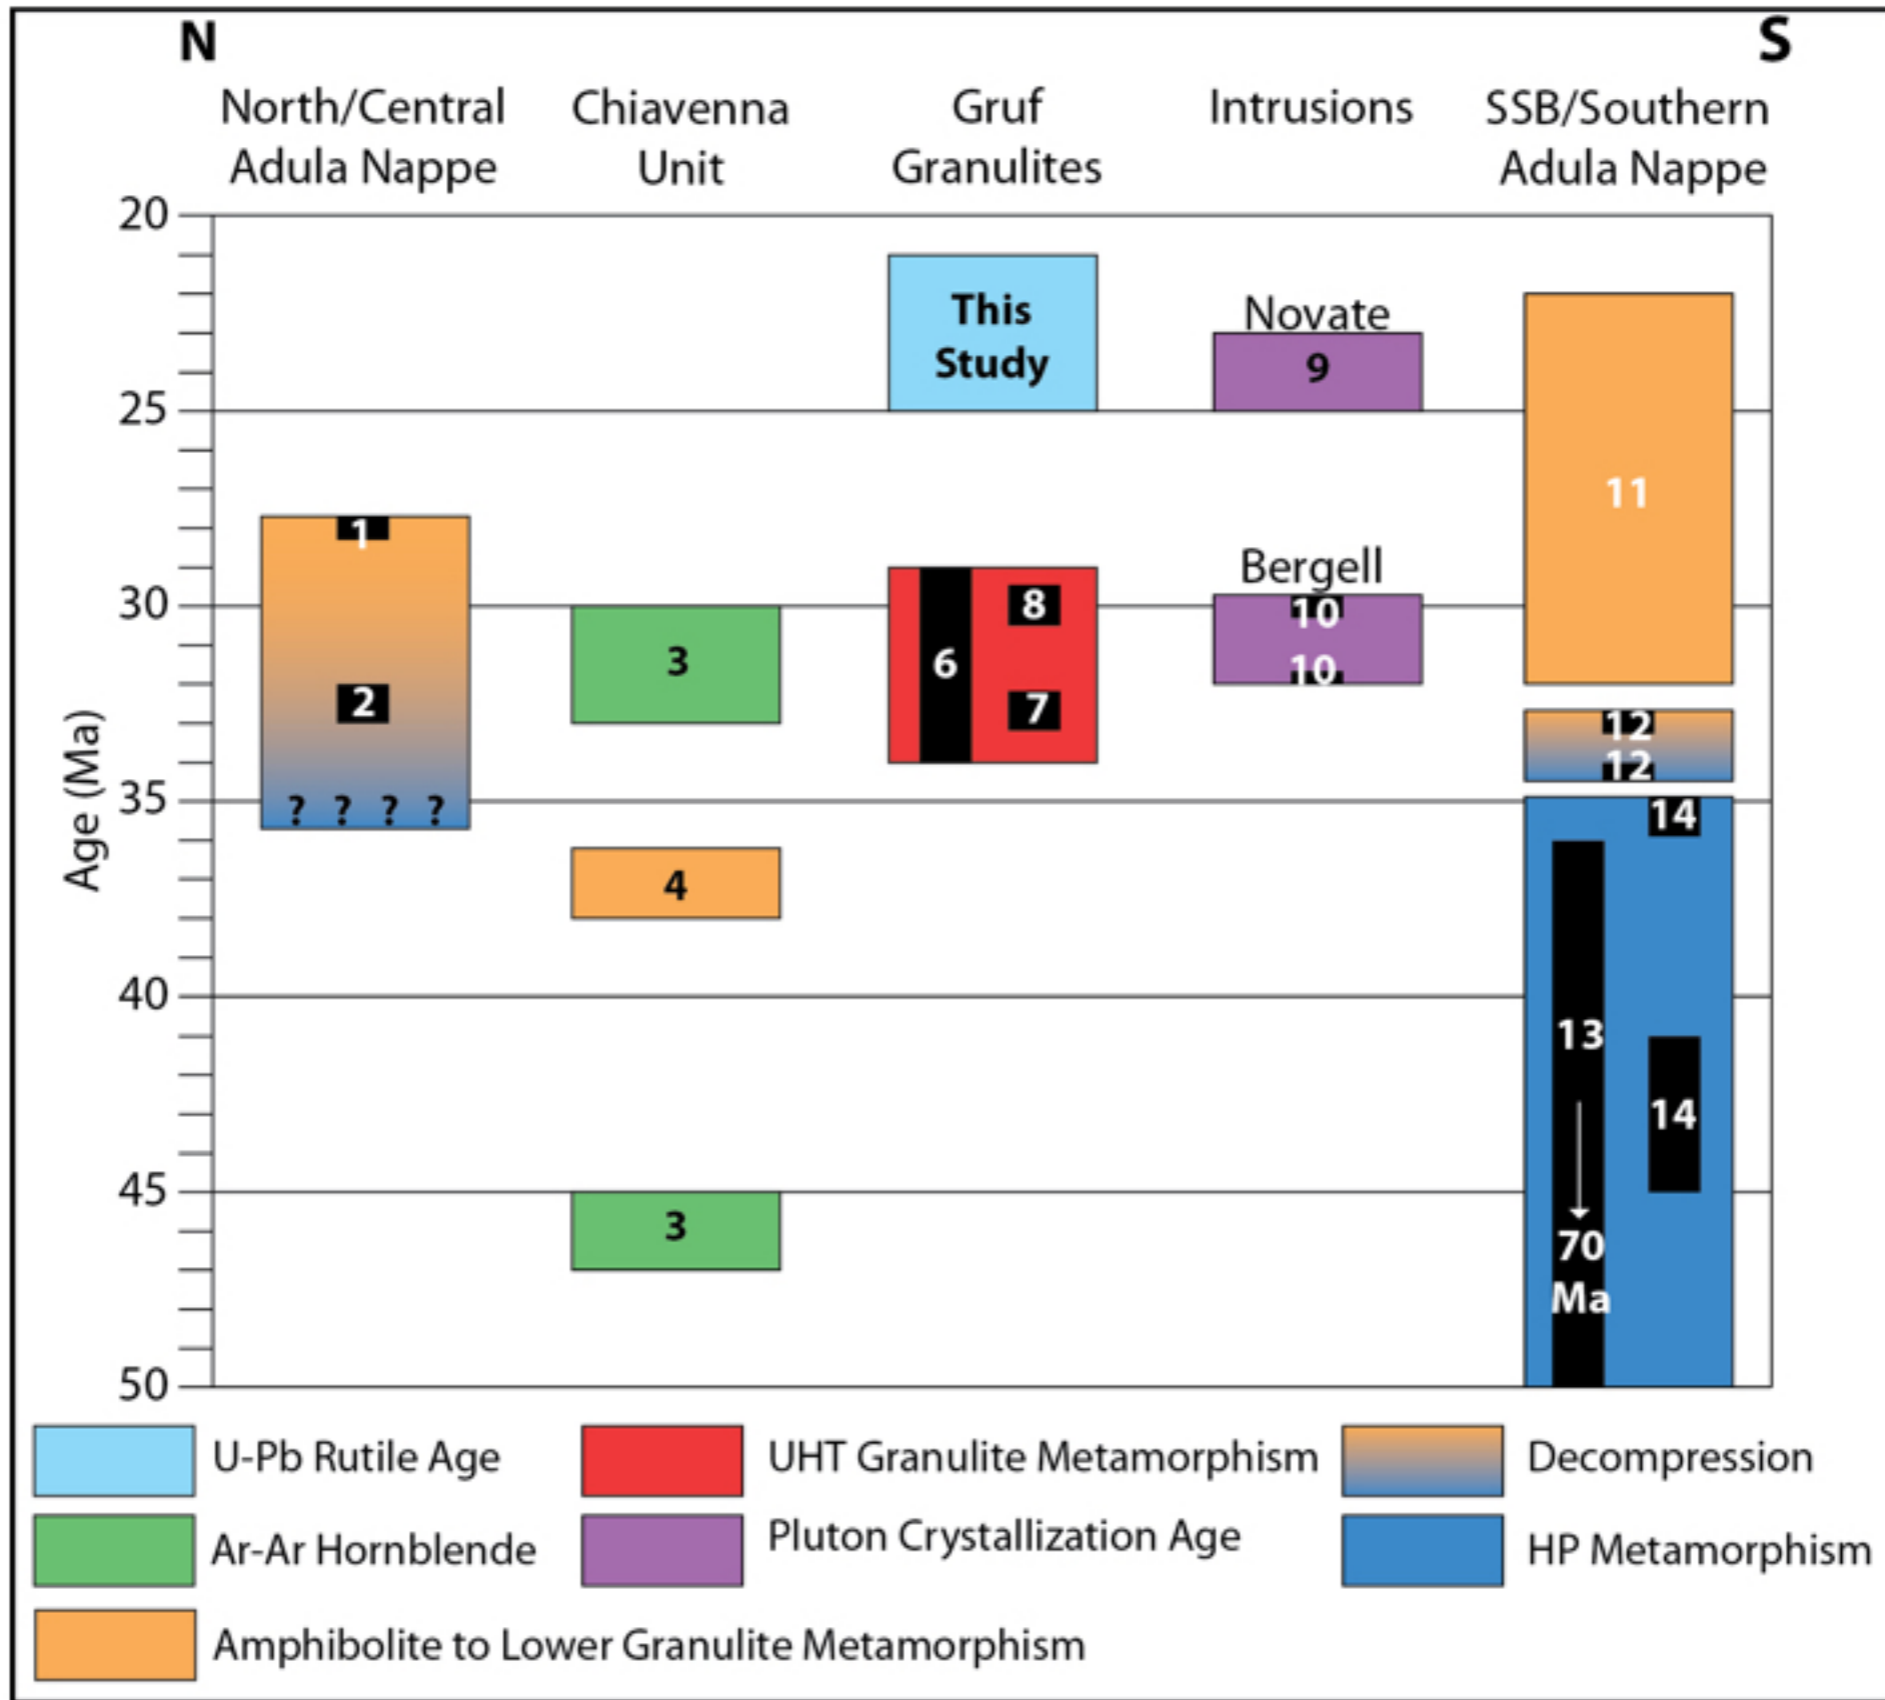 N
S
North/Central
Adula Nappe
Chiavenna
Unit
Gruf
Granulites
Intrusions
SSB/Southern
Adula Nappe
Age (Ma)
20
25
30
35
40
45
50
1
2
? ? ? ?
3
4
3
This
Study
6
8
7
Novate
9
Bergell
10
10
11
12
12
14
13
14
70
Ma
U-Pb Rutile Age
UHT Granulite Metamorphism
Decompression
Ar-Ar Hornblende
Pluton Crystallization Age
HP Metamorphism
Amphibolite to Lower Granulite Metamorphism